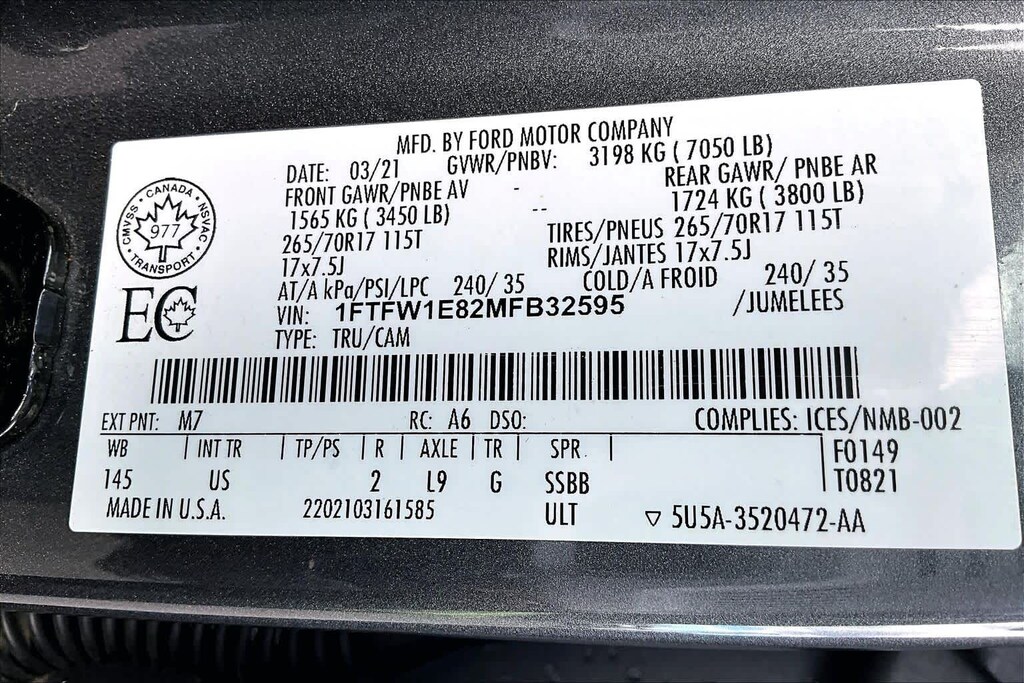 MFD. BY FORD MOTOR COMPANY
DATE: 03/21 GVWR/PNBV: 3198 KG ( 7050 LB)
FRONT GAWR/PNBE AV - REAR GAWR/ PNBE AR
1565 KG ( 3450 LB) -- 1724 KG ( 3800 LB)
265/70R17 115T TIRES/PNEUS 265/70R17 115T
17x7.5J RIMS/JANTES 17x7.5J
AT/A kPa/PSI/LPC 240/ 35 COLD/A FROID 240/ 35
VIN: 1FTFW1E82MFB32595 /JUMELEES
TYPE: TRU/CAM
CANADA
CMVSS • NSVAC
977
TRANSPORT
EC
EXT PNT: M7 RC: A6 DSO: COMPLIES: ICES/NMB-002
WB | INT TR | TP/PS | R | AXLE | TR | SPR. | F0149
145 US 2 L9 G SSBB T0821
MADE IN U.S.A. 2202103161585 ULT ▽ 5U5A-3520472-AA